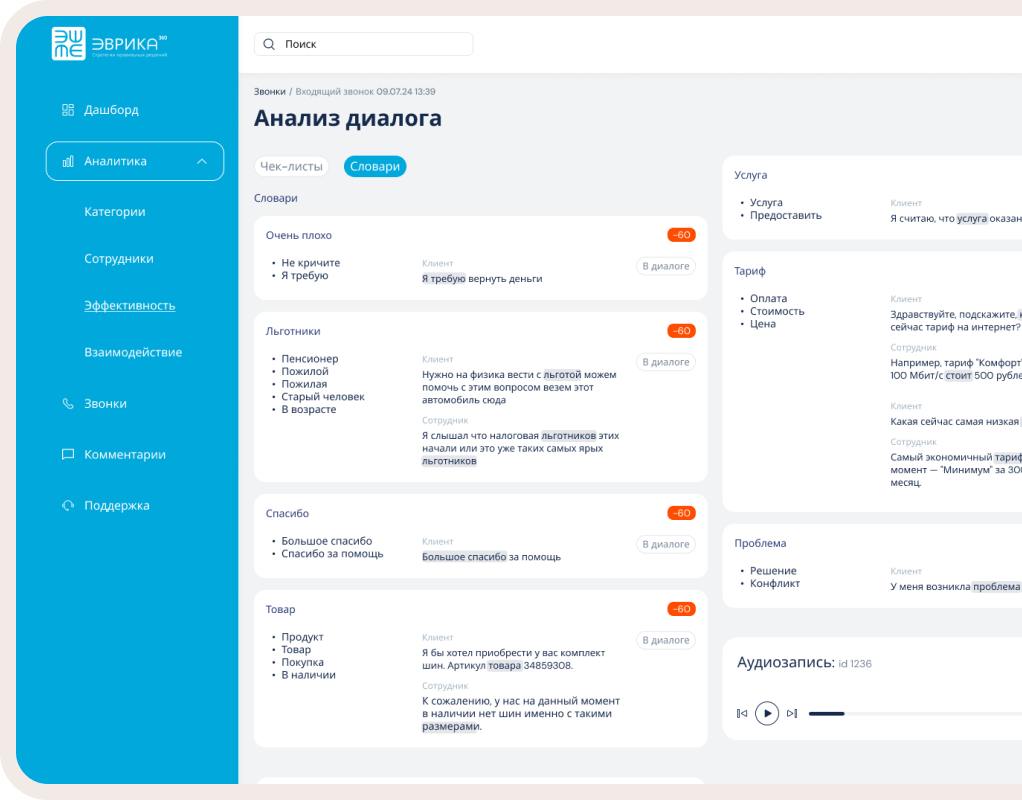 ЭВРИКА 360
Стратегия правильных решений
Поиск
Дашборд
Аналитика
Категории
Сотрудники
Эффективность
Взаимодействие
Звонки
Комментарии
Поддержка
Звонки / Входящий звонок 09.07.24 13:39
Анализ диалога
Чек-листы
Словари
Словари
Очень плохо
-60
• Не кричите
• Я требую
Клиент
Я требую вернуть деньги
В диалоге
Льготники
-60
• Пенсионер
• Пожилой
• Пожилая
• Старый человек
• В возрасте
Клиент
Нужно на физика вести с льготой можем
помочь с этим вопросом везем этот
автомобиль сюда
Сотрудник
Я слышал что налоговая льготников этих
начали или это уже таких самых ярых
льготников
В диалоге
Спасибо
-60
• Большое спасибо
• Спасибо за помощь
Клиент
Большое спасибо за помощь
В диалоге
Товар
-60
• Продукт
• Товар
• Покупка
• В наличии
Клиент
Я бы хотел приобрести у вас комплект
шин. Артикул товара 34859308.
Сотрудник
К сожалению, у нас на данный момент
в наличии нет шин именно с такими
размерами.
В диалоге
Услуга
• Услуга
• Предоставить
Клиент
Я считаю, что услуга оказан
Тариф
• Оплата
• Стоимость
• Цена
Клиент
Здравствуйте, подскажите,
сейчас тариф на интернет?
Сотрудник
Например, тариф "Комфорт"
100 Мбит/с стоит 500 рубле
Клиент
Какая сейчас самая низкая
Сотрудник
Самый экономичный тариф
момент — "Минимум" за 300
месяц.
Проблема
• Решение
• Конфликт
Клиент
У меня возникла проблема
Аудиозапись: id 1236